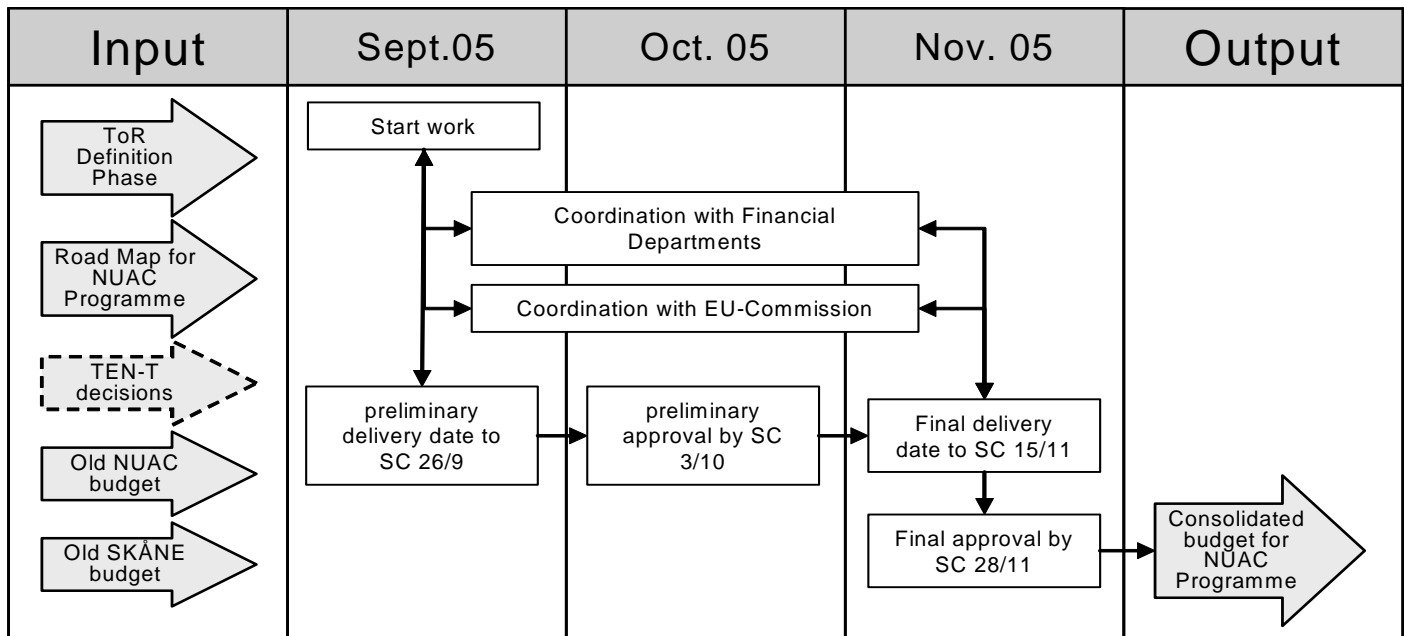 Input
Sept.05
Oct. 05
Nov. 05
Output
ToR
Definition
Phase
Road Map for
NUAC
Programme
TEN-T
decisions
Old NUAC
budget
Old SKÅNE
budget
Start work
Coordination with Financial
Departments
Coordination with EU-Commission
preliminary
delivery date to
SC 26/9
preliminary
approval by SC
3/10
Final delivery
date to SC 15/11
Final approval by
SC 28/11
Consolidated
budget for
NUAC
Programme